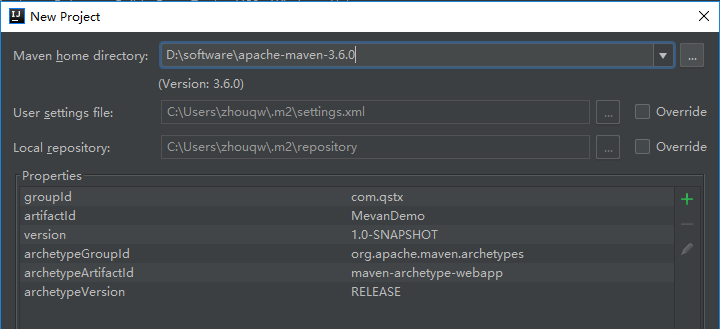 New Project
Maven home directory: D:\software\apache-maven-3.6.0 ...
(Version: 3.6.0)
User settings file: C:\Users\zhouqw\.m2\settings.xml ... Override
Local repository: C:\Users\zhouqw\.m2\repository ... Override
Properties
groupId com.qstx
artifactId MevanDemo
version 1.0-SNAPSHOT
archetypeGroupId org.apache.maven.archetypes
archetypeArtifactId maven-archetype-webapp
archetypeVersion RELEASE